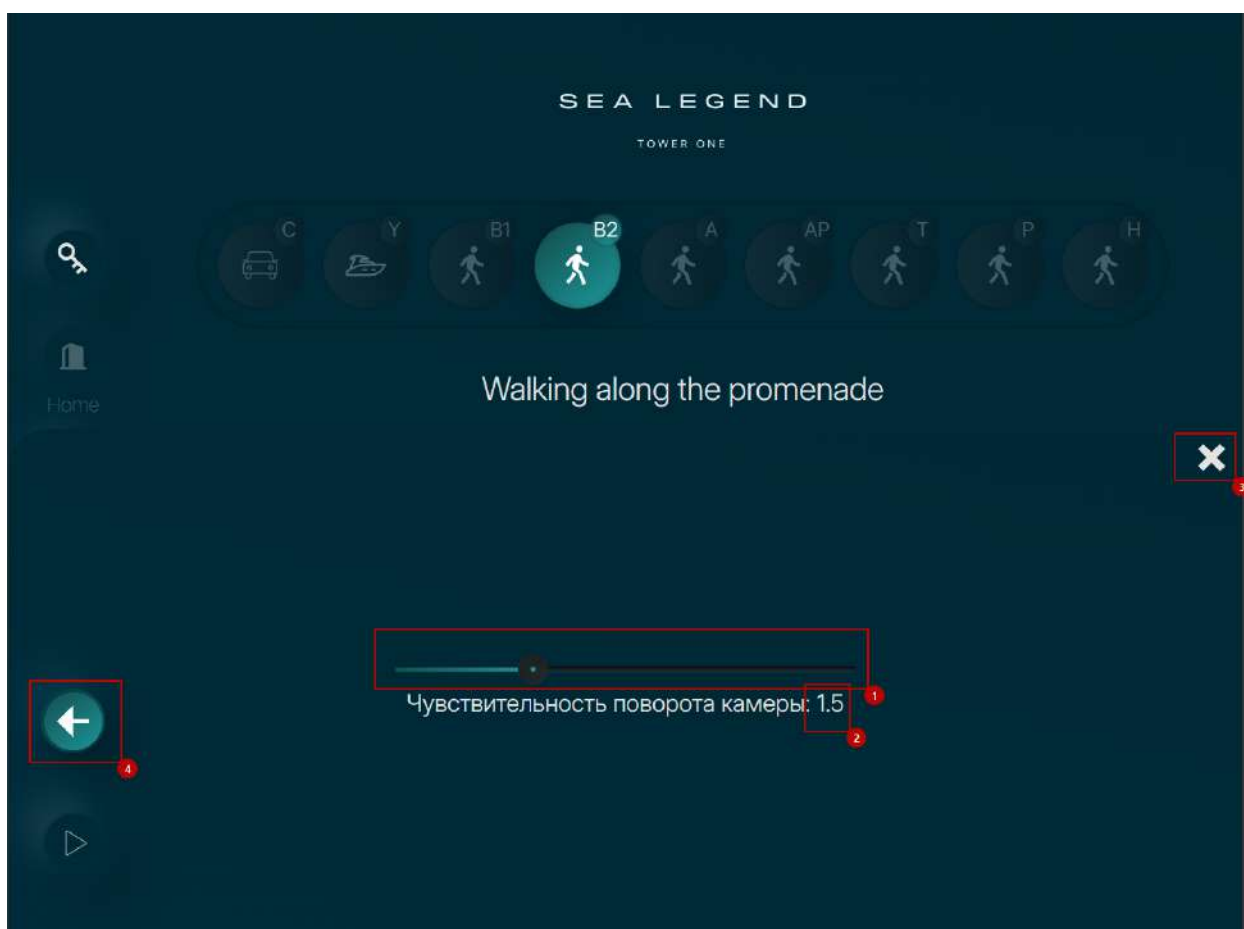 SEA LEGEND
TOWER ONE
C Y B1 B2 A AP T P H
Walking along the promenade
Home
3
1
Чувствительность поворота камеры: 1.5
2
4